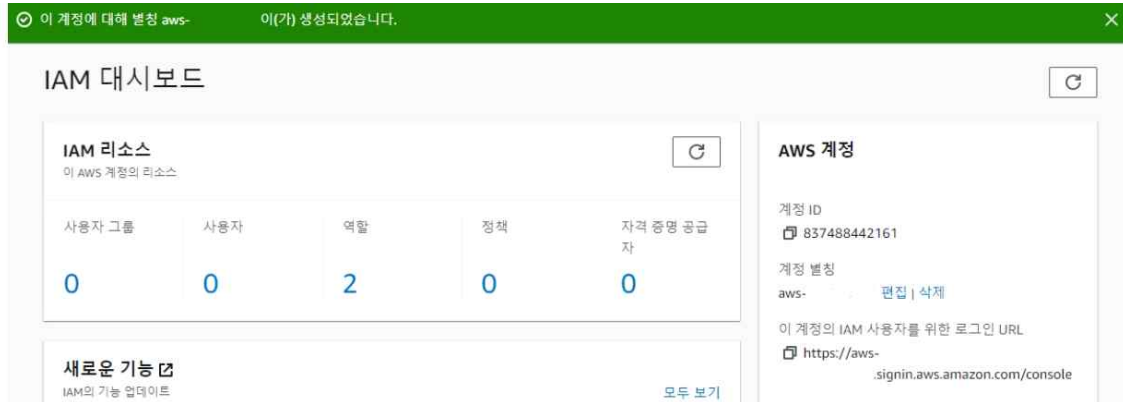 이 계정에 대해 별칭 aws- 이(가) 생성되었습니다.
IAM 대시보드
IAM 리소스
이 AWS 계정의 리소스
사용자 그룹
0
사용자
0
역할
2
정책
0
자격 증명 공급
자
0
새로운 기능
IAM의 기능 업데이트
모두 보기
AWS 계정
계정 ID
837488442161
계정 별칭
aws- 편집 | 삭제
이 계정의 IAM 사용자를 위한 로그인 URL
https://aws-
.signin.aws.amazon.com/console